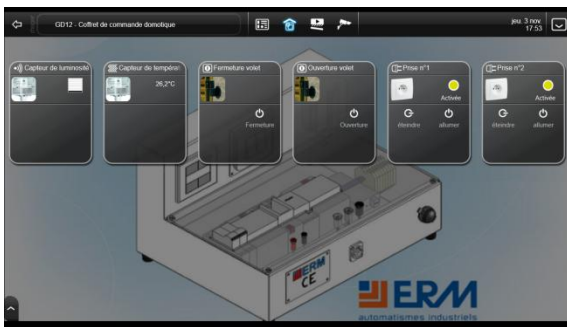 GD12 - Coffret de commande domotique
jeu. 3 nov.
17:53
Capteur de luminosité
Capteur de températ
Fermeture volet
Ouverture volet
Prise n°1
Prise n°2
26,2°C
Activée
Activée
Fermeture
Ouverture
éteindre
allumer
éteindre
allumer
ERM
CE
ERM
automatismes industriels